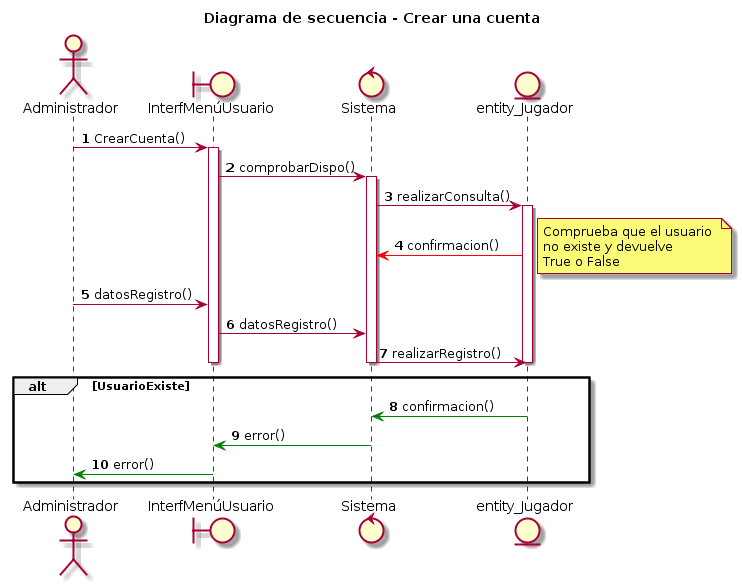 Diagrama de secuencia - Crear una cuenta
Administrador
InterfMenúUsuario
Sistema
entity_Jugador
1 CrearCuenta()
2 comprobarDispo()
3 realizarConsulta()
Comprueba que el usuario
no existe y devuelve
True o False
4 confirmacion()
5 datosRegistro()
6 datosRegistro()
7 realizarRegistro()
alt [UsuarioExiste]
8 confirmacion()
9 error()
10 error()
Administrador
InterfMenúUsuario
Sistema
entity_Jugador